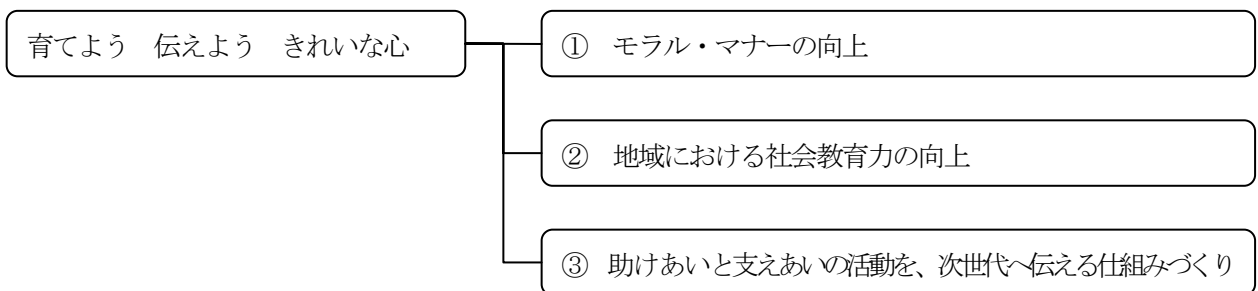 育てよう　伝えよう　きれいな心
①　モラル・マナーの向上
②　地域における社会教育力の向上
③　助けあいと支えあいの活動を、次世代へ伝える仕組みづくり